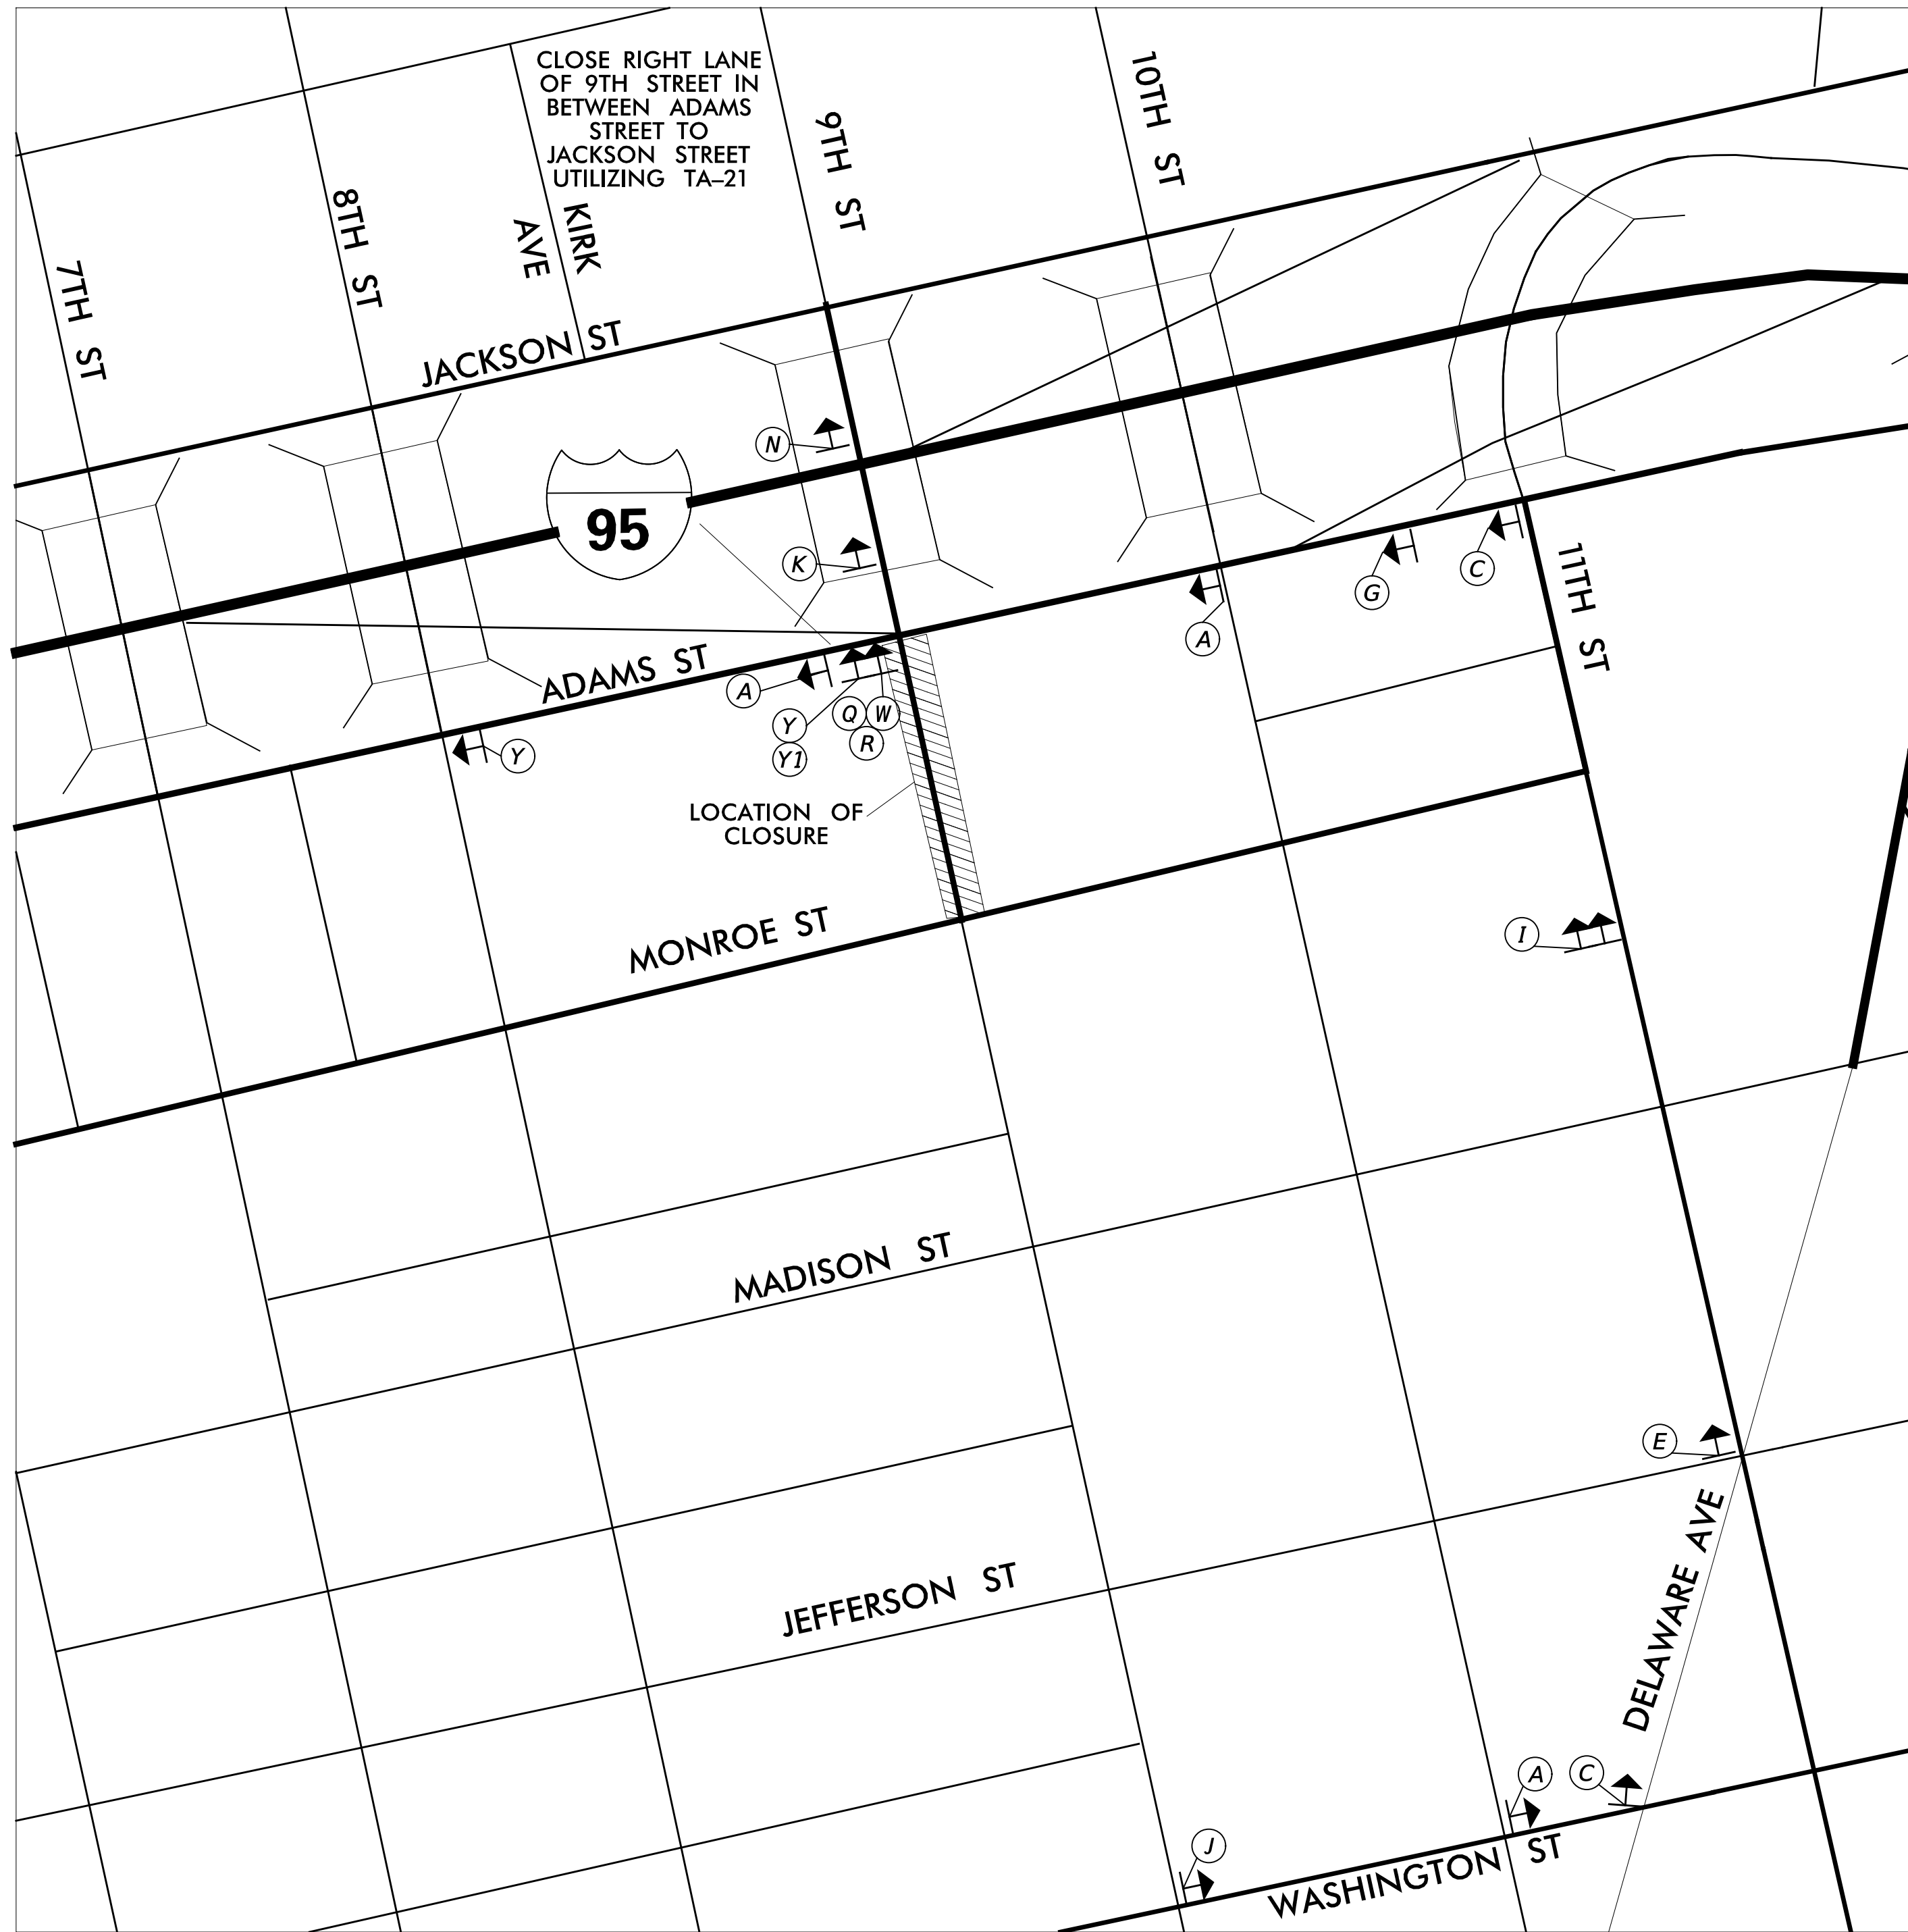 CLOSE RIGHT LANE
OF 9TH STREET IN
BETWEEN ADAMS
STREET TO
JACKSON STREET
UTILIZING TA-21
10TH ST
9TH ST
8TH ST
KIRK
AVE
7TH ST
JACKSON ST
N
95
K
C
G
11TH ST
A
ADAMS ST
A
Q
W
Y
R
Y1
Y
LOCATION OF
CLOSURE
MONROE ST
I
MADISON ST
E
JEFFERSON ST
DELAWARE AVE
A
C
J
WASHINGTON ST